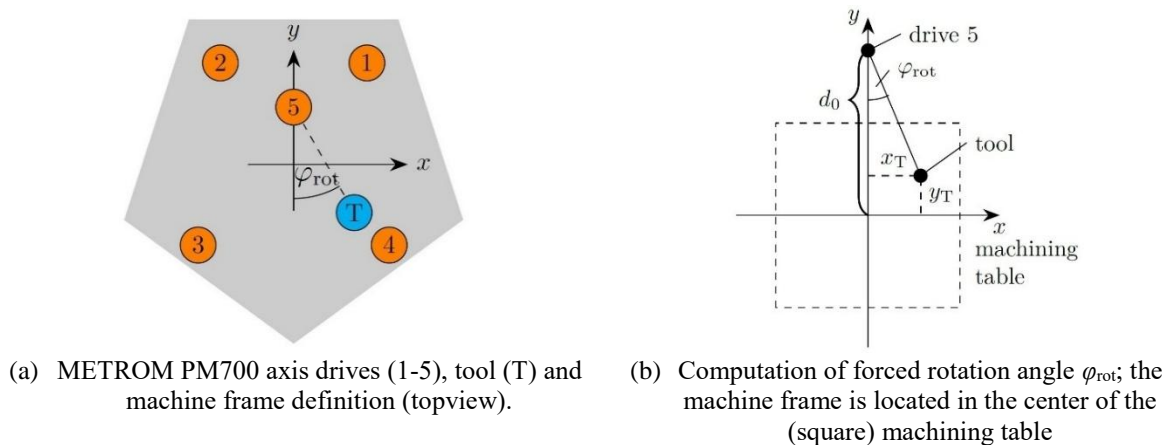 y
2
1
5
x
φrot
T
3
4
(a) METROM PM700 axis drives (1-5), tool (T) and
machine frame definition (topview).
y
drive 5
φrot
d0
xT
tool
yT
x
machining
table
(b) Computation of forced rotation angle φrot; the
machine frame is located in the center of the
(square) machining table